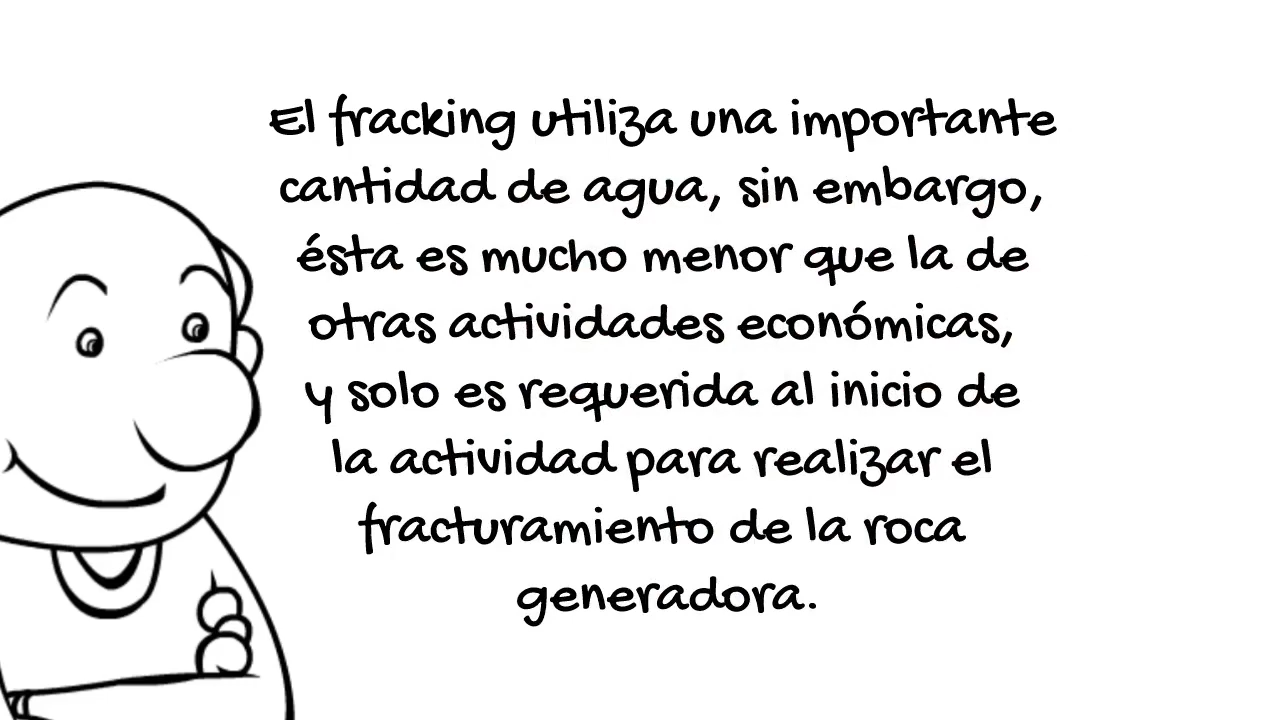 El fracking utiliza una importante
cantidad de agua, sin embargo,
ésta es mucho menor que la de
otras actividades económicas,
y solo es requerida al inicio de
la actividad para realizar el
fracturamiento de la roca
generadora.